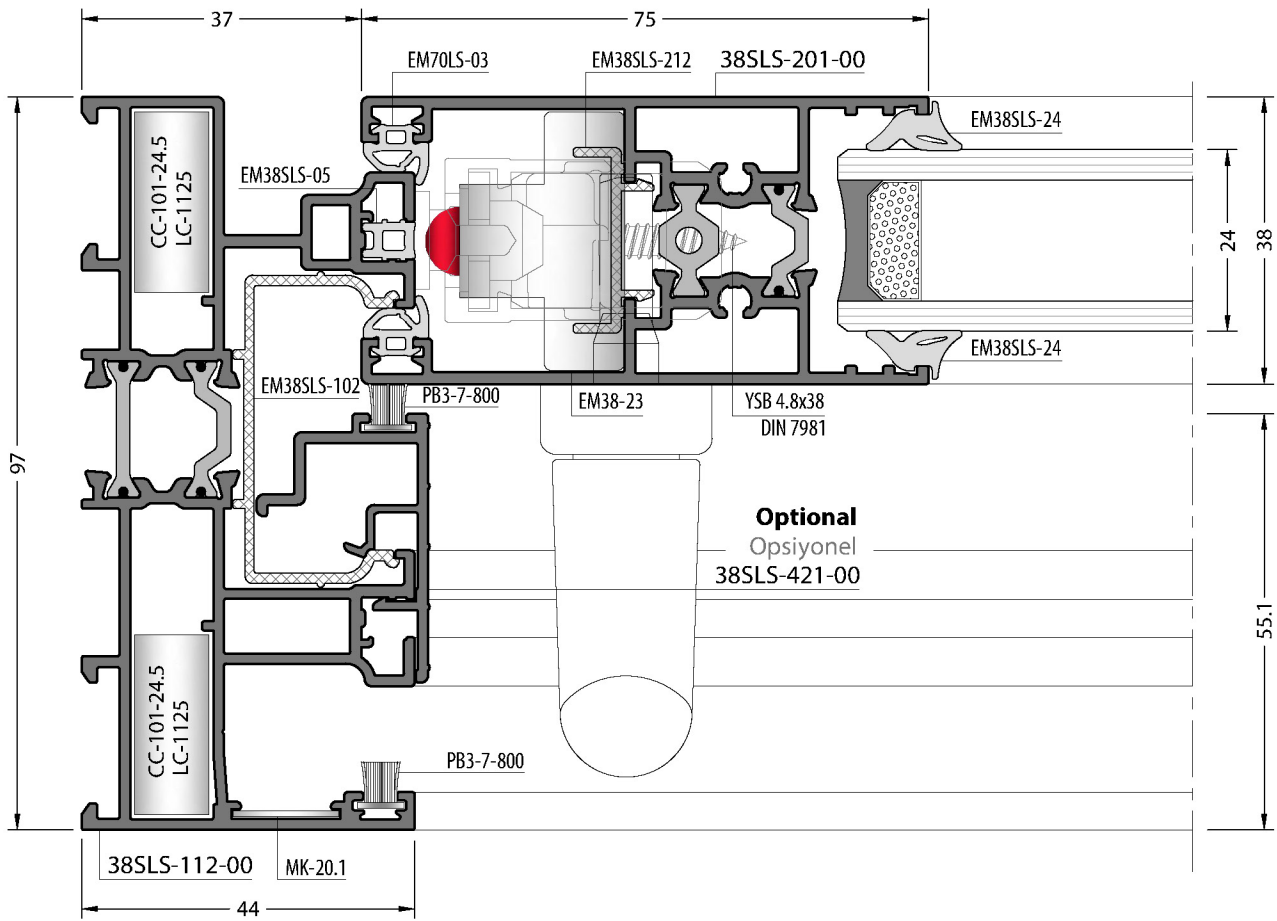 37
75
EM70LS-03
EM38SLS-212
38SLS-201-00
CC-101-24.5
LC-1125
EM38SLS-05
EM38SLS-24
24
38
EM38SLS-24
EM38SLS-102
PB3-7-800
EM38-23
YSB 4.8x38
DIN 7981
97
Optional
Opsiyonel
38SLS-421-00
55.1
CC-101-24.5
LC-1125
PB3-7-800
38SLS-112-00
MK-20.1
44